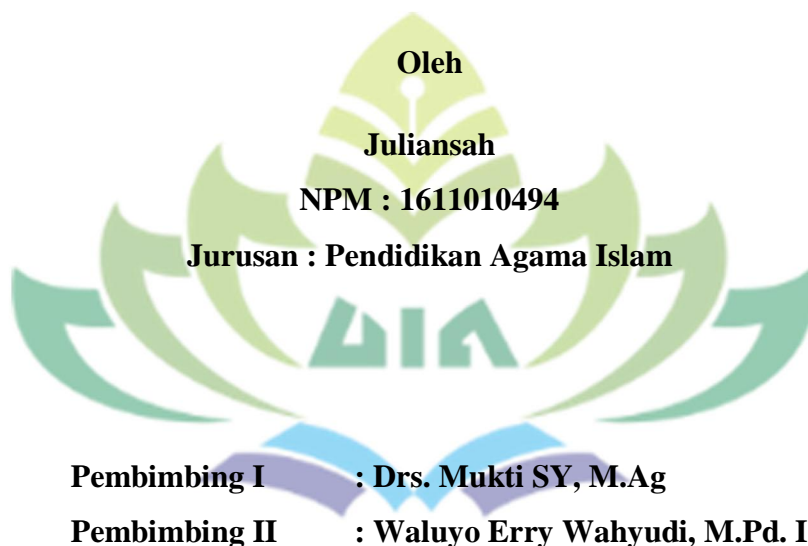 Oleh
Juliansah
NPM : 1611010494
Jurusan : Pendidikan Agama Islam
UIN
Pembimbing I : Drs. Mukti SY, M.Ag
Pembimbing II : Waluyo Erry Wahyudi, M.Pd. I